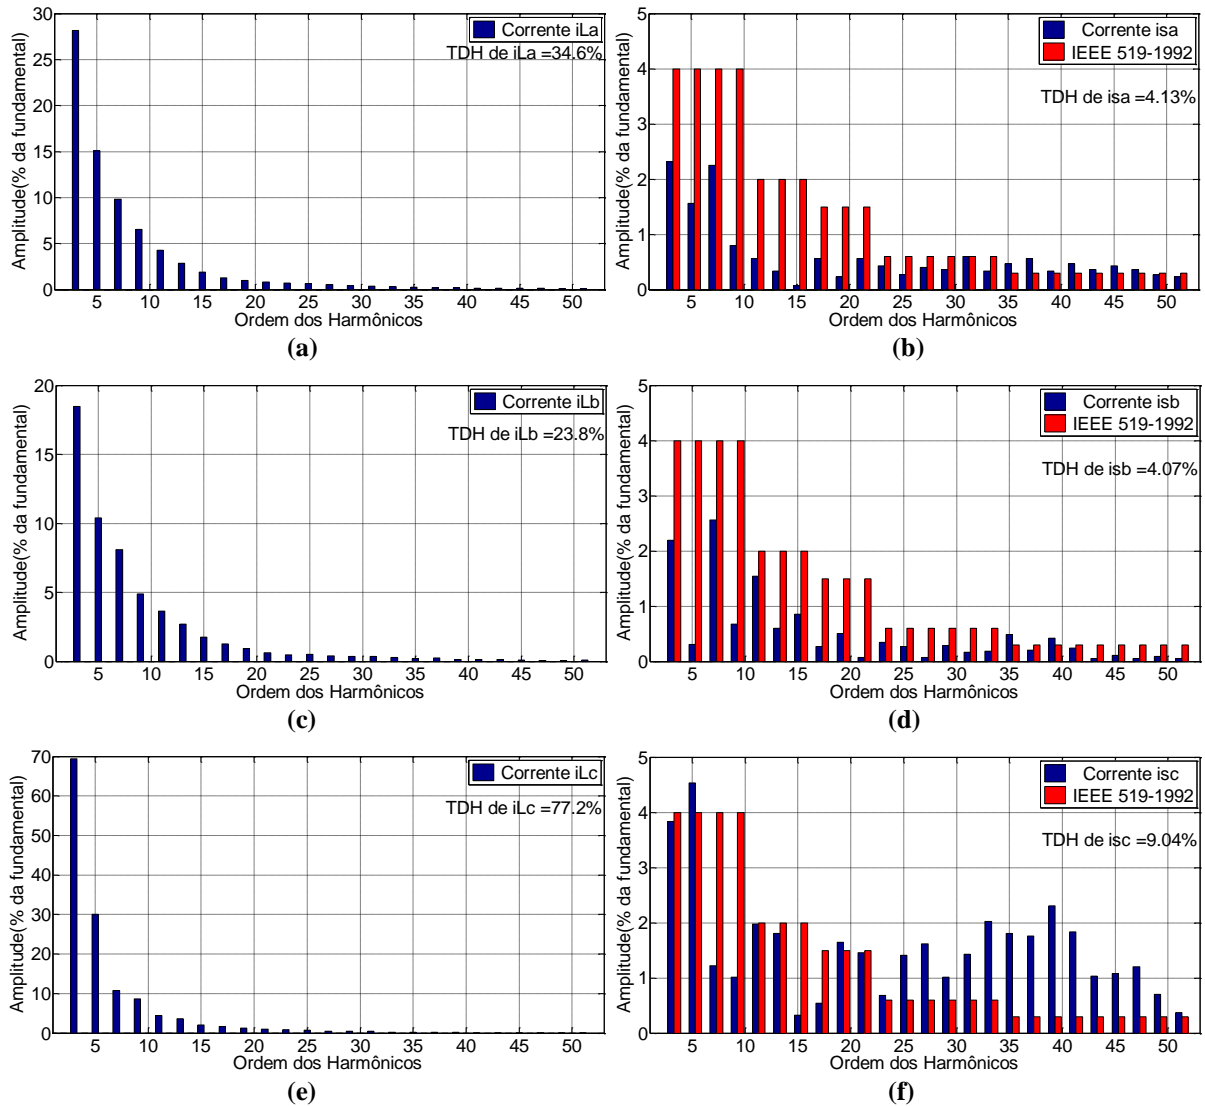 30
25
20
15
10
5
0
Amplitude(% da fundamental)
Corrente iLa
TDH de iLa =34.6%
5 10 15 20 25 30 35 40 45 50
Ordem dos Harmônicos
(a)
5
4
3
2
1
0
Amplitude(% da fundamental)
Corrente isa
IEEE 519-1992
TDH de isa =4.13%
5 10 15 20 25 30 35 40 45 50
Ordem dos Harmônicos
(b)
20
15
10
5
0
Amplitude(% da fundamental)
Corrente iLb
TDH de iLb =23.8%
5 10 15 20 25 30 35 40 45 50
Ordem dos Harmônicos
(c)
5
4
3
2
1
0
Amplitude(% da fundamental)
Corrente isb
IEEE 519-1992
TDH de isb =4.07%
5 10 15 20 25 30 35 40 45 50
Ordem dos Harmônicos
(d)
70
60
50
40
30
20
10
0
Amplitude(% da fundamental)
Corrente iLc
TDH de iLc =77.2%
5 10 15 20 25 30 35 40 45 50
Ordem dos Harmônicos
(e)
5
4
3
2
1
0
Amplitude(% da fundamental)
Corrente isc
IEEE 519-1992
TDH de isc =9.04%
5 10 15 20 25 30 35 40 45 50
Ordem dos Harmônicos
(f)